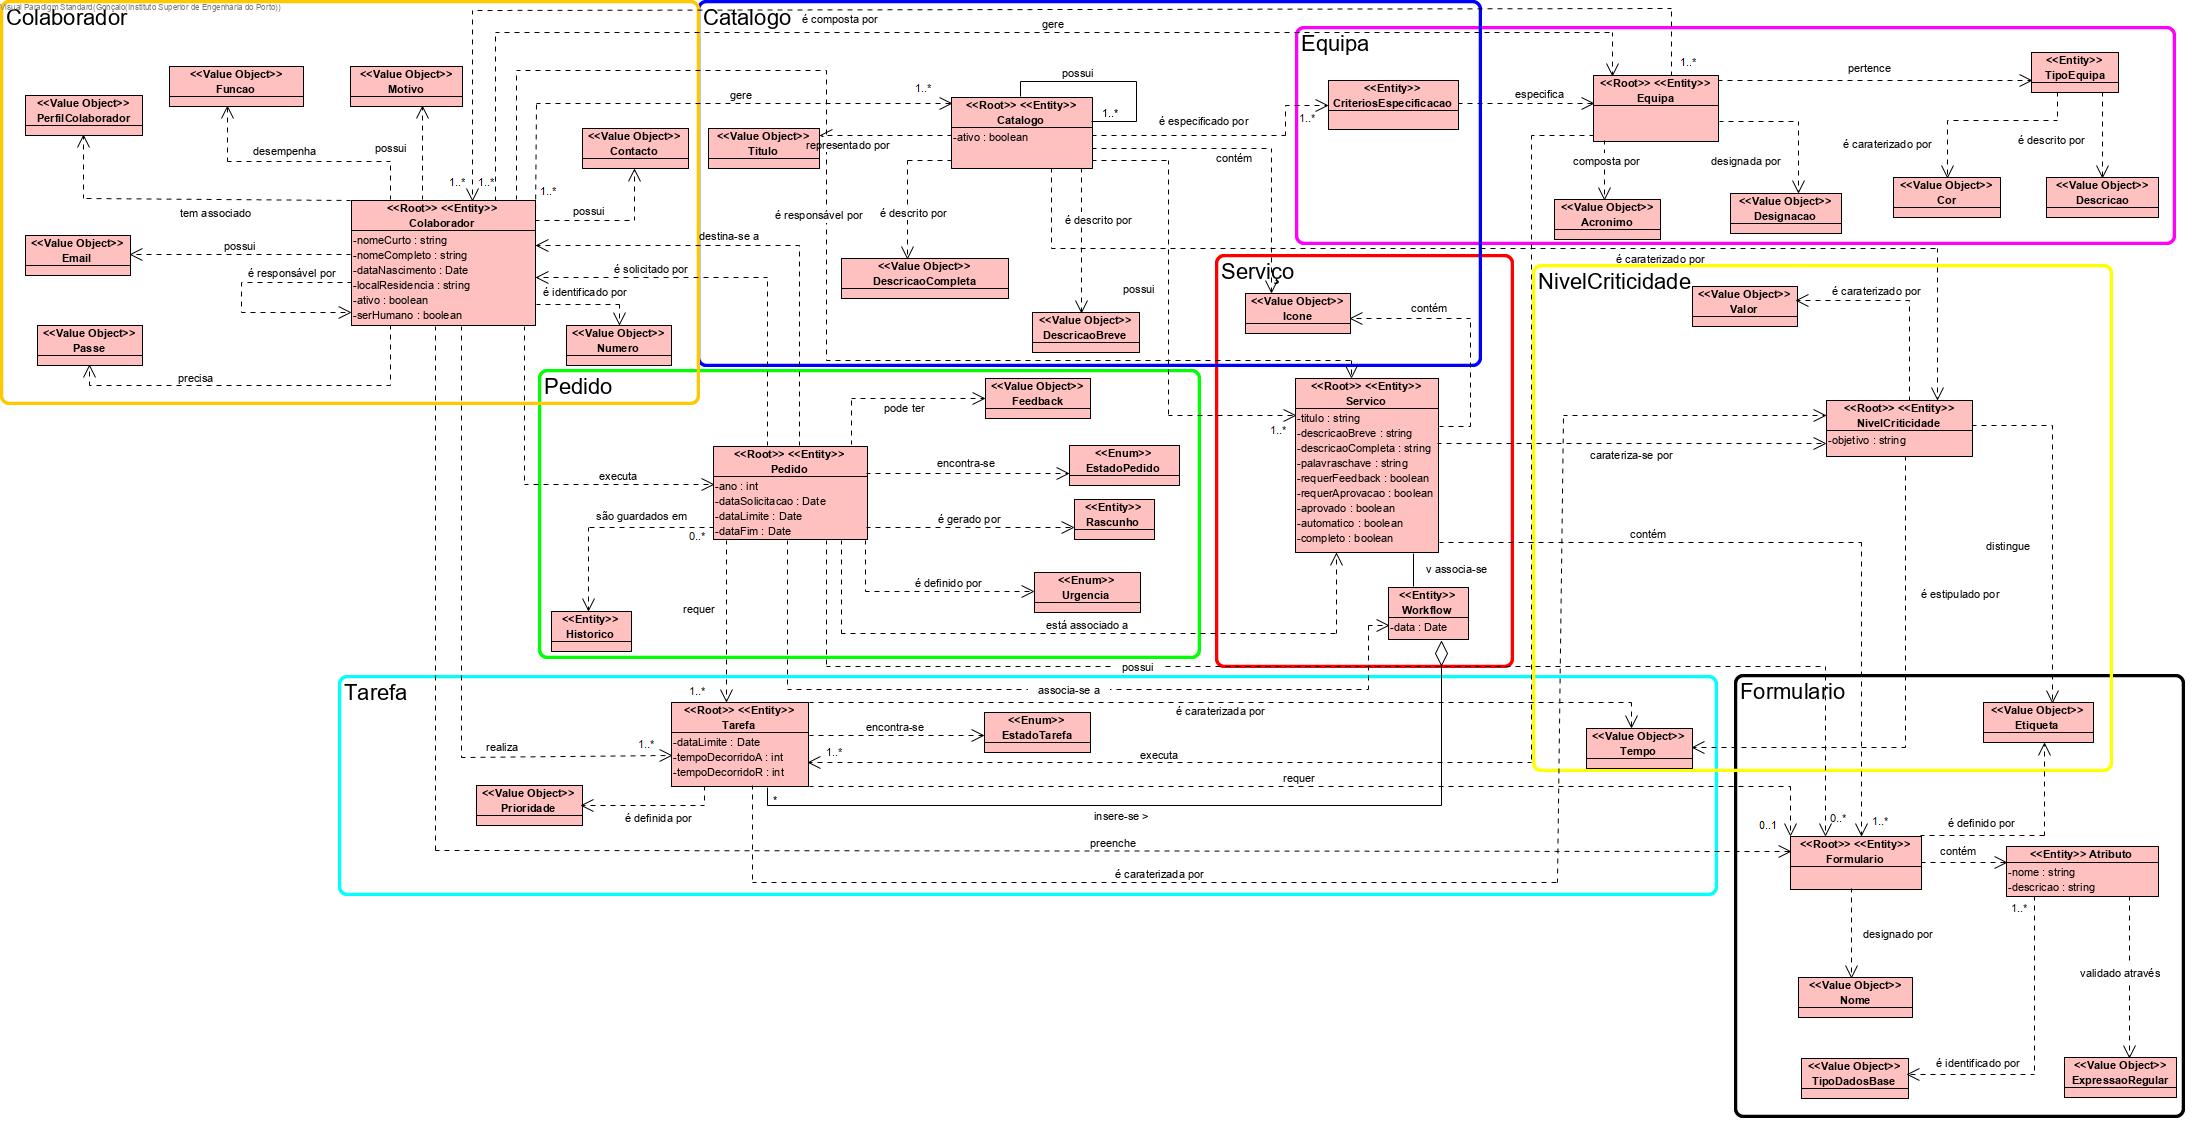 Visual Paradigm Standard(Gonçalo(Instituto Superior de Engenharia do Porto))
Colaborador
<<Value Object>>
PerfilColaborador
<<Value Object>>
Funcao
<<Value Object>>
Motivo
<<Value Object>>
Contacto
desempenha
possui
tem associado
1..*
1..*
1..*
possui
<<Root>> <<Entity>>
Colaborador
-nomeCurto : string
-nomeCompleto : string
-dataNascimento : Date
-localResidencia : string
-ativo : boolean
-serHumano : boolean
<<Value Object>>
Email
possui
é responsável por
é identificado por
<<Value Object>>
Passe
<<Value Object>>
Numero
precisa
Catalogo
é composta por
gere
gere
1..*
possui
1..*
<<Root>> <<Entity>>
Catalogo
-ativo : boolean
<<Value Object>>
Titulo
representado por
é especificado por
contém
é responsável por
é descrito por
é descrito por
destina-se a
é solicitado por
<<Value Object>>
DescricaoCompleta
<<Value Object>>
DescricaoBreve
possui
Equipa
<<Entity>>
CriteriosEspecificacao
1..*
especifica
1..*
<<Root>> <<Entity>>
Equipa
pertence
<<Entity>>
TipoEquipa
composta por
designada por
é caraterizado por
é descrito por
<<Value Object>>
Acronimo
<<Value Object>>
Designacao
<<Value Object>>
Cor
<<Value Object>>
Descricao
é caraterizado por
Serviço
<<Value Object>>
Icone
contém
<<Root>> <<Entity>>
Servico
-titulo : string
-descricaoBreve : string
-descricaoCompleta : string
-palavraschave : string
-requerFeedback : boolean
-requerAprovacao : boolean
-aprovado : boolean
-automatico : boolean
-completo : boolean
1..*
v associa-se
<<Entity>>
Workflow
-data : Date
NivelCriticidade
<<Value Object>>
Valor
é caraterizado por
<<Root>> <<Entity>>
NivelCriticidade
-objetivo : string
carateriza-se por
contém
distingue
é estipulado por
<<Value Object>>
Tempo
<<Value Object>>
Etiqueta
Pedido
<<Value Object>>
Feedback
pode ter
<<Root>> <<Entity>>
Pedido
-ano : int
-dataSolicitacao : Date
-dataLimite : Date
-dataFim : Date
executa
encontra-se
<<Enum>>
EstadoPedido
são guardados em
0..*
é gerado por
<<Entity>>
Rascunho
é definido por
<<Enum>>
Urgencia
requer
está associado a
<<Entity>>
Historico
possui
associa-se a
Tarefa
1..*
<<Root>> <<Entity>>
Tarefa
-dataLimite : Date
-tempoDecorridoA : int
-tempoDecorridoR : int
é caraterizada por
encontra-se
<<Enum>>
EstadoTarefa
realiza
1..*
1..*
executa
requer
<<Value Object>>
Prioridade
é definida por
*
insere-se >
preenche
é caraterizada por
Formulario
0..1
0..*
1..*
é definido por
<<Root>> <<Entity>>
Formulario
contém
<<Entity>> Atributo
-nome : string
-descricao : string
1..*
designado por
validado através
<<Value Object>>
Nome
é identificado por
<<Value Object>>
TipoDadosBase
<<Value Object>>
ExpressaoRegular